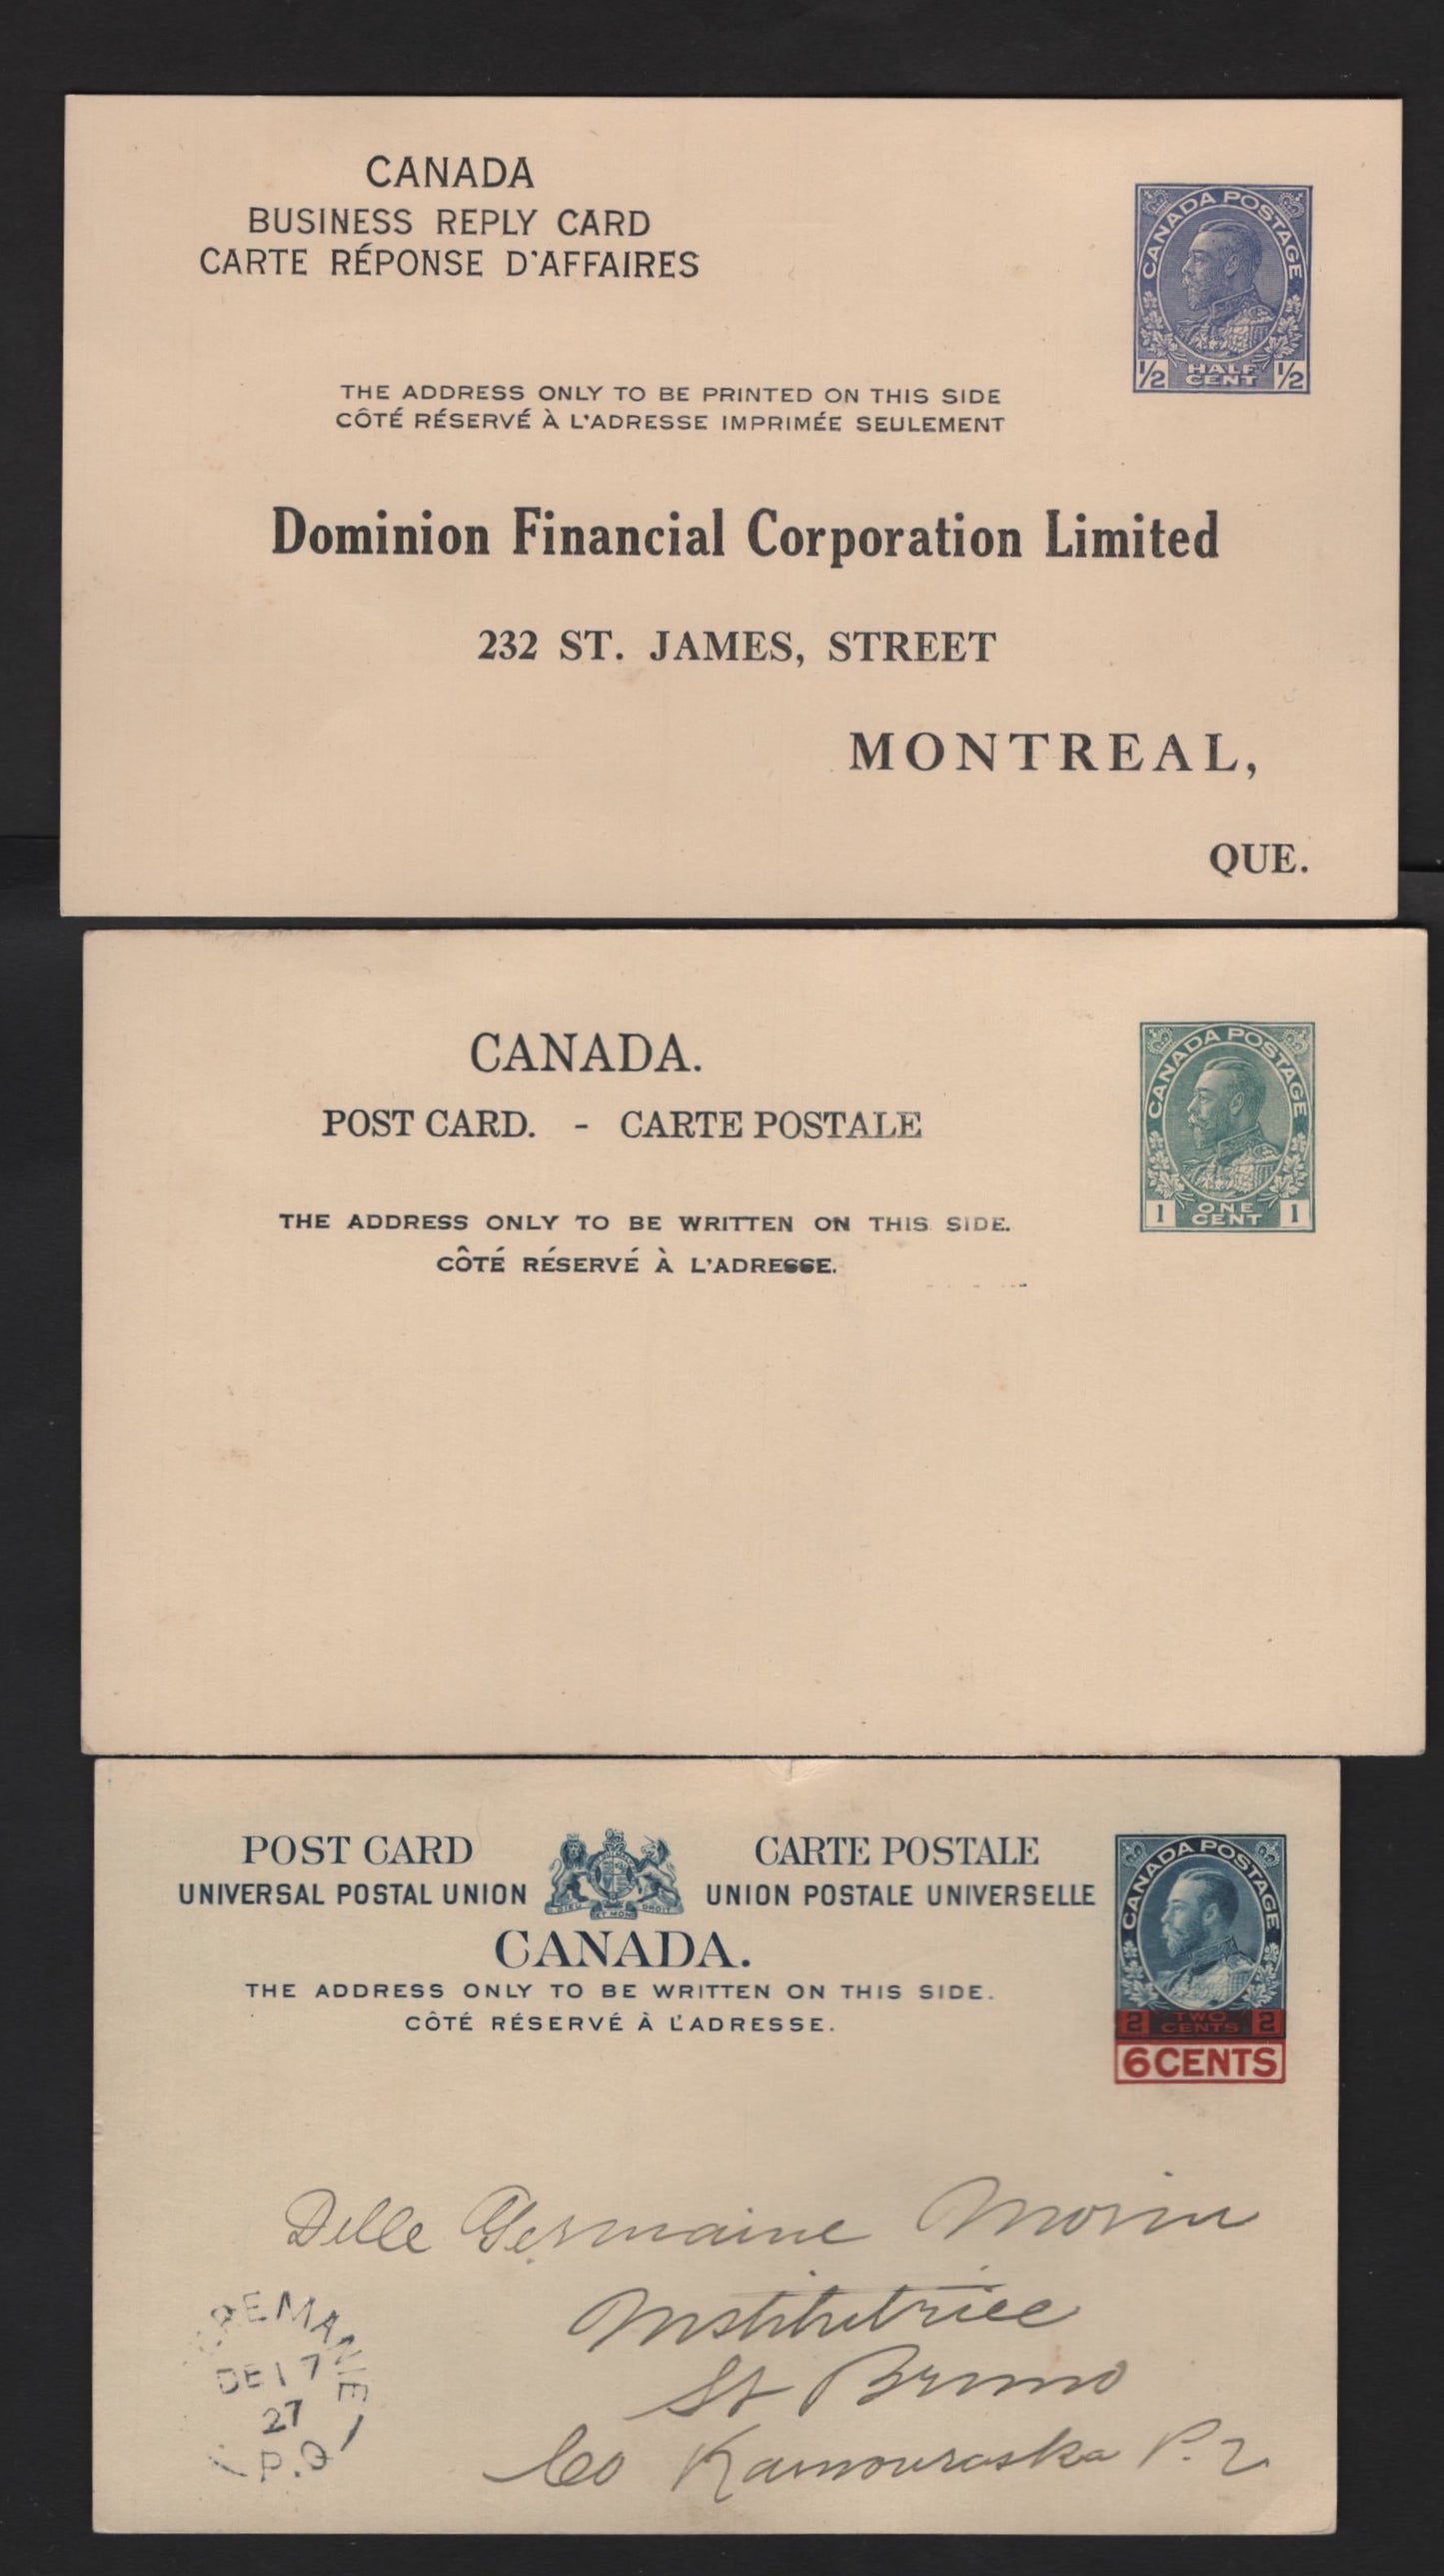 CANADA
BUSINESS REPLY CARD
CARTE RÉPONSE D'AFFAIRES
CANADA POSTAGE
1/2 HALF CENT 1/2
THE ADDRESS ONLY TO BE PRINTED ON THIS SIDE
CÔTÉ RÉSERVÉ À L'ADRESSE IMPRIMÉE SEULEMENT
Dominion Financial Corporation Limited
232 ST. JAMES, STREET
MONTREAL,
QUE.
CANADA.
POST CARD. - CARTE POSTALE
CANADA POSTAGE
1 ONE CENT 1
THE ADDRESS ONLY TO BE WRITTEN ON THIS SIDE.
CÔTÉ RÉSERVÉ À L'ADRESSE.
POST CARD CARTE POSTALE
UNIVERSAL POSTAL UNION UNION POSTALE UNIVERSELLE
DIEU ET MON DROIT
CANADA.
THE ADDRESS ONLY TO BE WRITTEN ON THIS SIDE.
CÔTÉ RÉSERVÉ À L'ADRESSE.
CANADA POSTAGE
2 TWO CENTS 2
6 CENTS
Delle Germaine Morin
Institutrice
St Bruno
Co Kamouraska P.Q
DE 17
27
P.Q